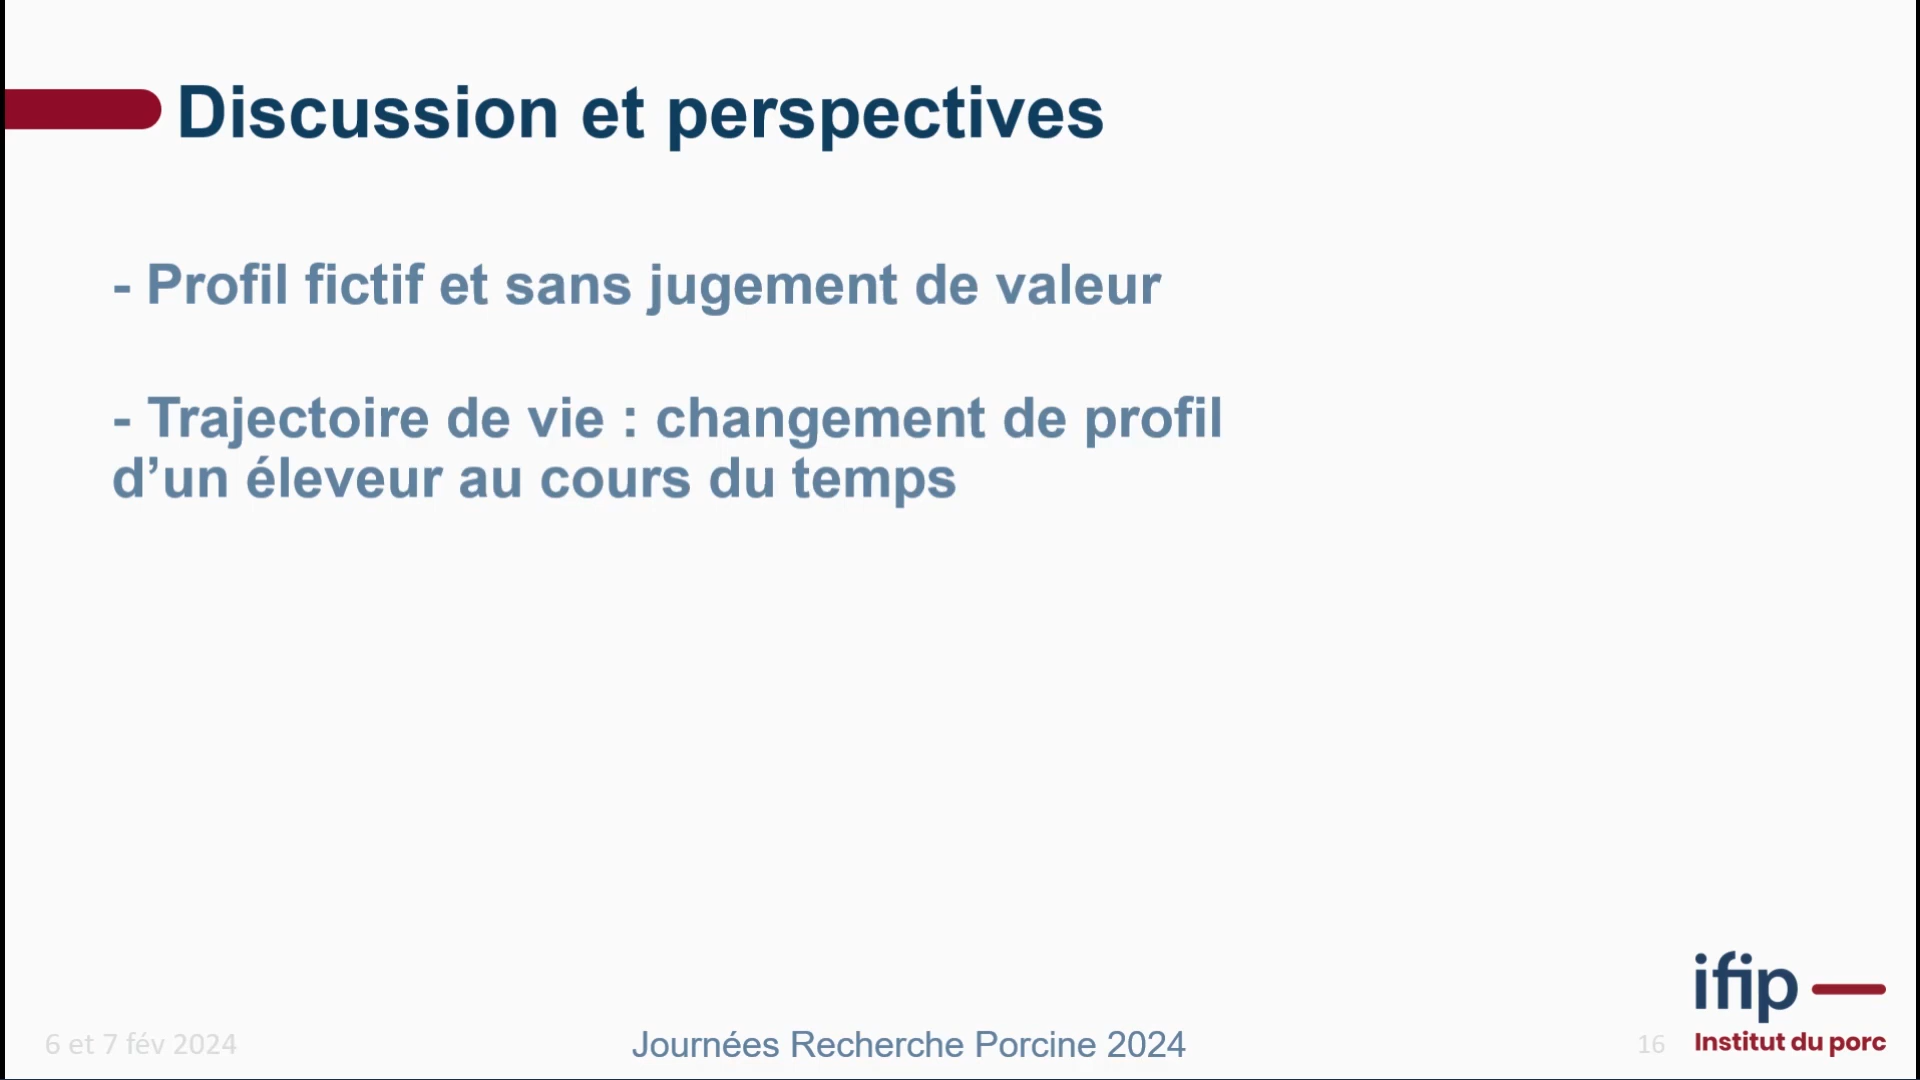 Discussion et perspectives
- Profil fictif et sans jugement de valeur
- Trajectoire de vie : changement de profil
d’un éleveur au cours du temps
6 et 7 fév 2024
Journées Recherche Porcine 2024
16
ifip
Institut du porc